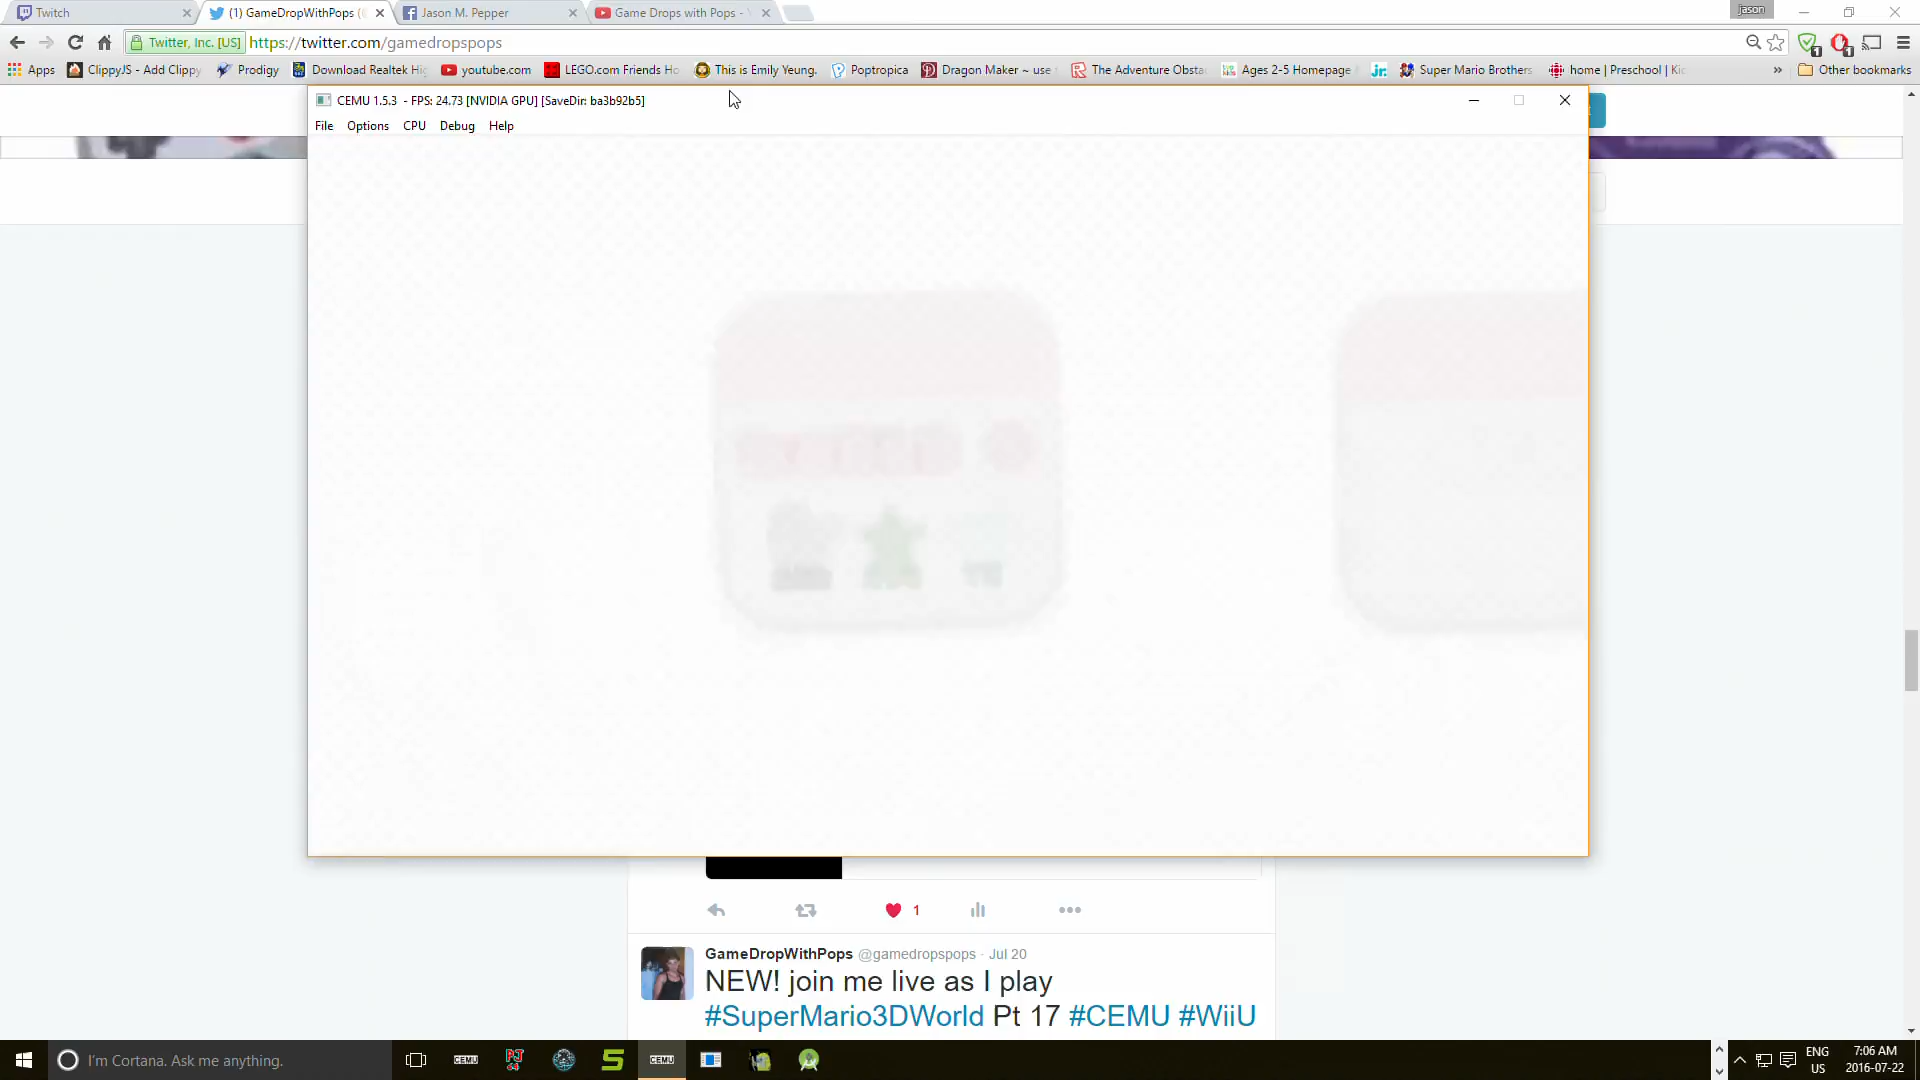 Twitch
(1) GameDropWithPops (
Jason M. Pepper
Game Drops with Pops -
jason
Twitter, Inc. [US]
https://twitter.com/gamedropspops
Apps
ClippyJS - Add Clippy
Prodigy
Download Realtek Hi
youtube.com
LEGO.com Friends Ho
This is Emily Yeung.
Poptropica
Dragon Maker ~ use
The Adventure Obsta
Ages 2-5 Homepage
Jr.
Super Mario Brothers
home | Preschool | Kid
»
Other bookmarks
CEMU 1.5.3 - FPS: 24.73 [NVIDIA GPU] [SaveDir: ba3b92b5]
File Options CPU Debug Help
1
GameDropWithPops @gamedropspops · Jul 20
NEW! join me live as I play
#SuperMario3DWorld Pt 17 #CEMU #WiiU
I'm Cortana. Ask me anything.
CEMU
CEMU
ENG
US
7:06 AM
2016-07-22